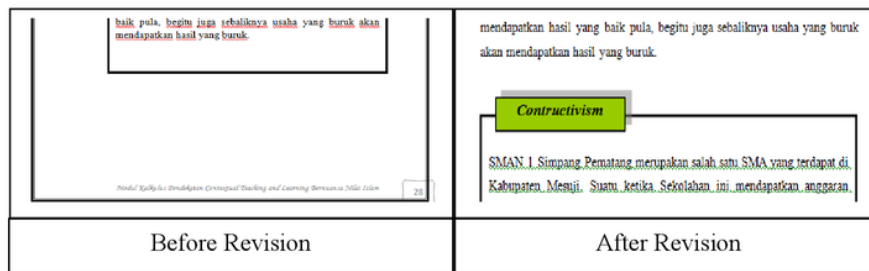 baik pula, begitu juga sebaliknya usaha yang buruk akan
mendapatkan hasil yang buruk.
Modul Kalkulus Pendekatan Contextual Teaching and Learning Bernuansa Nilai Islam
28
Before Revision
mendapatkan hasil yang baik pula, begitu juga sebaliknya usaha yang buruk
akan mendapatkan hasil yang buruk.
Contructivism
SMAN 1 Simpang Pematang merupakan salah satu SMA yang terdapat di
Kabupaten Mesuji. Suatu ketika Sekolahan ini mendapatkan anggaran
After Revision